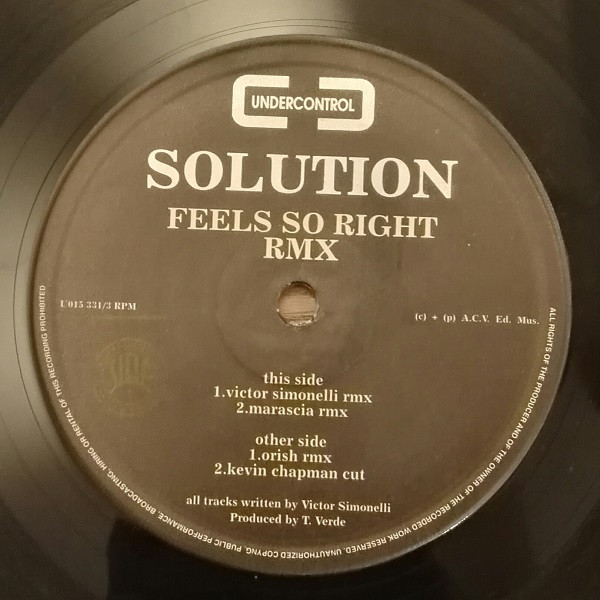 UNDERCONTROL
SOLUTION
FEELS SO RIGHT
RMX
U015 331/3 RPM
(c) + (p) A.C.V. Ed. Mus.
this side
1.victor simonelli rmx
2.marascia rmx
other side
1.orish rmx
2.kevin chapman cut
all tracks written by Victor Simonelli
Produced by T. Verde
ALL RIGHTS OF THE PRODUCER AND OF THE OWNER OF THE RECORDED WORK RESERVED. UNAUTHORIZED COPYNG, PUBLIC PERFORMANCE, BROADCASTING, HIRING OR RENTAL OF THIS RECORDING PROHIBITED